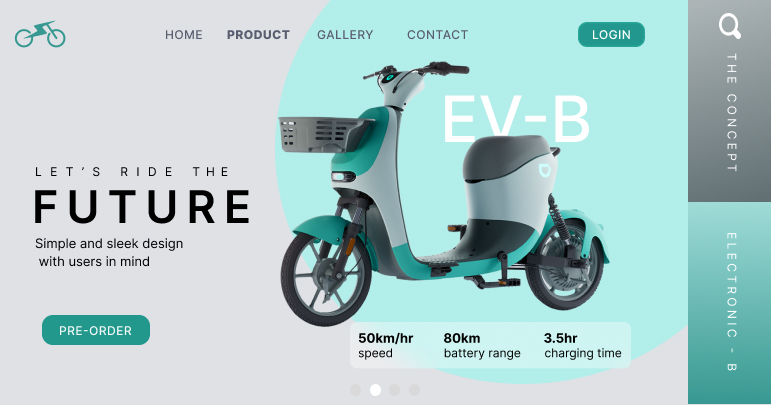 HOME PRODUCT GALLERY CONTACT LOGIN
EV-B
LET'S RIDE THE
FUTURE
Simple and sleek design
with users in mind
PRE-ORDER
50km/hr 80km 3.5hr
speed battery range charging time
THE CONCEPT
ELECTRONIC - B